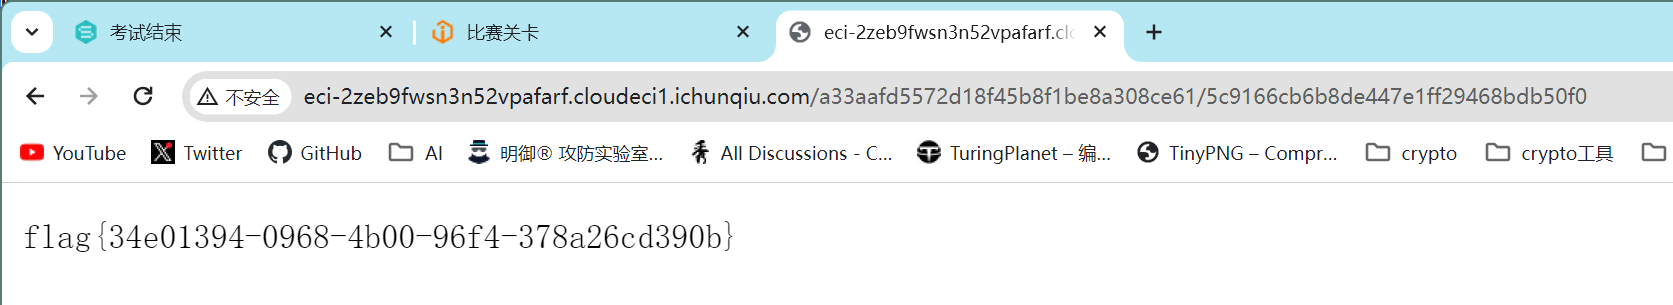 考试结束
比赛关卡
eci-2zeb9fwsn3n52vpafarf.clo
不安全
eci-2zeb9fwsn3n52vpafarf.cloudeci1.ichunqiu.com/a33aafd5572d18f45b8f1be8a308ce61/5c9166cb6b8de447e1ff29468bdb50f0
YouTube
Twitter
GitHub
AI
明御® 攻防实验室...
All Discussions - C...
TuringPlanet – 编...
TinyPNG – Compr...
crypto
crypto工具
flag{34e01394-0968-4b00-96f4-378a26cd390b}